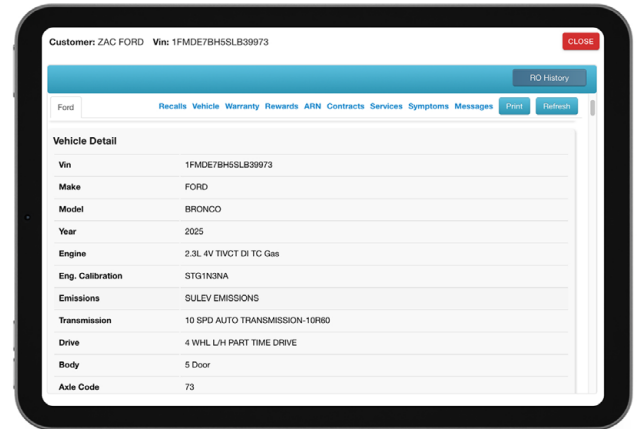 Customer: ZAC FORD Vin: 1FMDE7BH5SLB39973 CLOSE
RO History
Ford Recalls Vehicle Warranty Rewards ARN Contracts Services Symptoms Messages Print Refresh
Vehicle Detail
Vin 1FMDE7BH5SLB39973
Make FORD
Model BRONCO
Year 2025
Engine 2.3L 4V TIVCT DI TC Gas
Eng. Calibration STG1N3NA
Emissions SULEV EMISSIONS
Transmission 10 SPD AUTO TRANSMISSION-10R60
Drive 4 WHL L/H PART TIME DRIVE
Body 5 Door
Axle Code 73